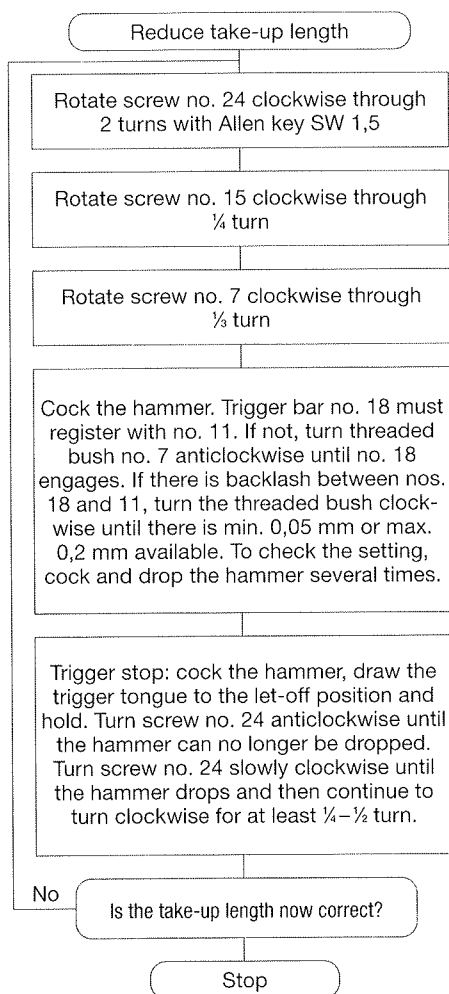 Reduce take-up length
Rotate screw no. 24 clockwise through
2 turns with Allen key SW 1,5
Rotate screw no. 15 clockwise through
¼ turn
Rotate screw no. 7 clockwise through
⅓ turn
Cock the hammer. Trigger bar no. 18 must
register with no. 11. If not, turn threaded
bush no. 7 anticlockwise until no. 18
engages. If there is backlash between nos.
18 and 11, turn the threaded bush clock-
wise until there is min. 0,05 mm or max.
0,2 mm available. To check the setting,
cock and drop the hammer several times.
Trigger stop: cock the hammer, draw the
trigger tongue to the let-off position and
hold. Turn screw no. 24 anticlockwise until
the hammer can no longer be dropped.
Turn screw no. 24 slowly clockwise until
the hammer drops and then continue to
turn clockwise for at least ¼–½ turn.
No
Is the take-up length now correct?
Stop